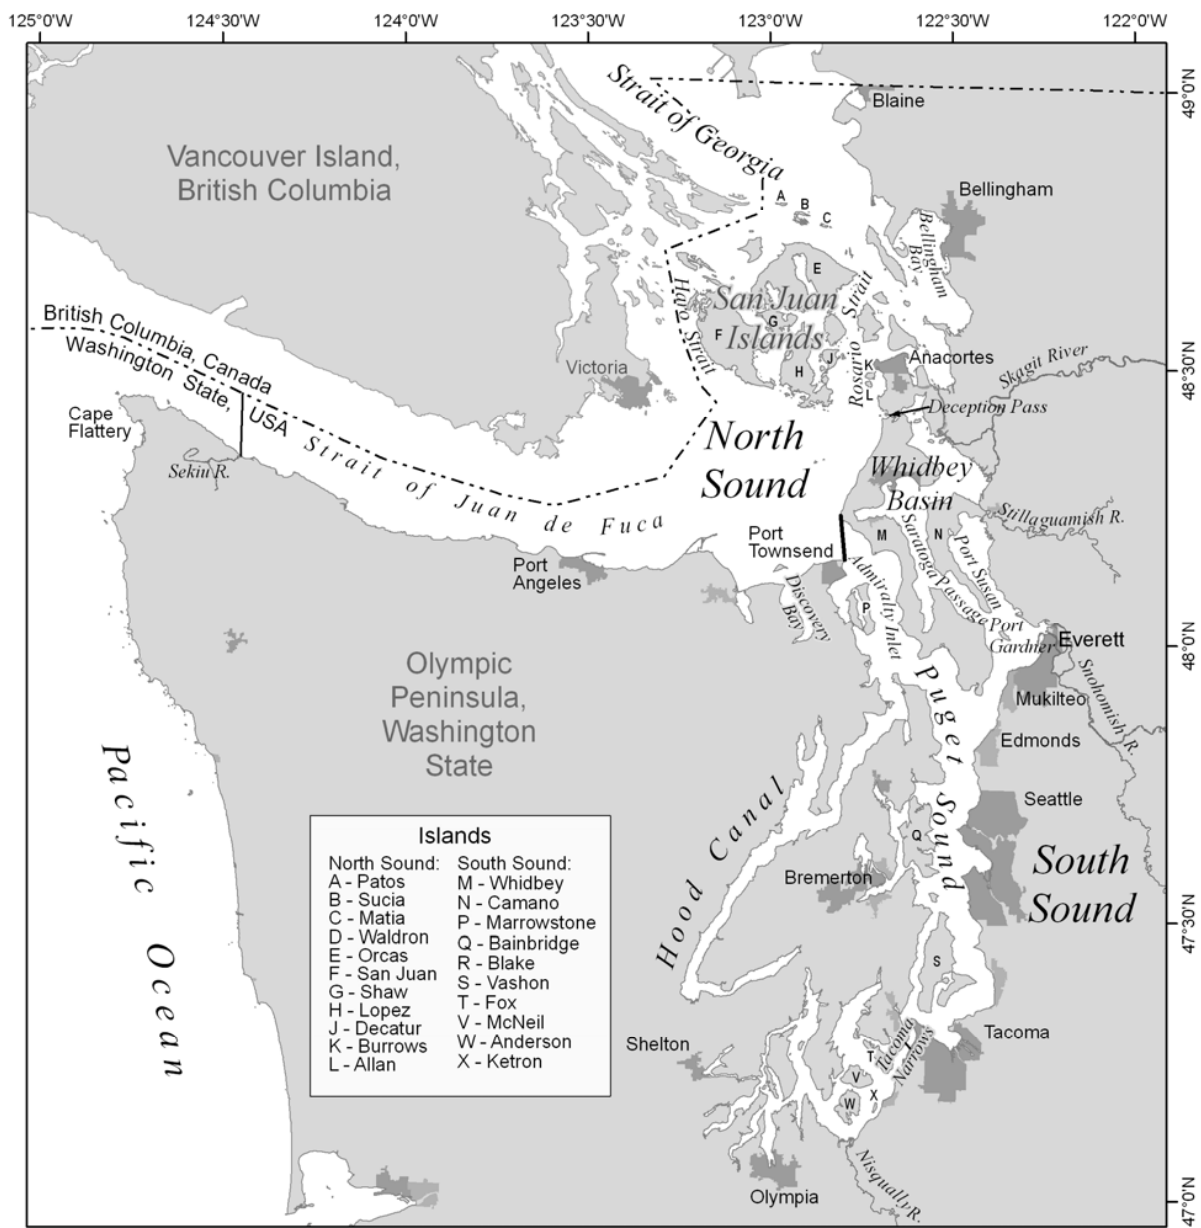 125°0'W 124°30'W 124°0'W 123°30'W 123°0'W 122°30'W 122°0'W
49°0'N
48°30'N
48°0'N
47°30'N
47°0'N
Strait of Georgia
Blaine
Vancouver Island,
British Columbia
Bellingham
Bellingham
Bay
A
B
C
E
San Juan
Islands
G
F
H
J
K
L
Haro Strait
Rosario Strait
Anacortes
Skagit River
Deception Pass
Victoria
British Columbia, Canada
Washington State, USA
Cape
Flattery
Sekiu R.
Strait of Juan de Fuca
North
Sound
Whidbey
Basin
Stillaguamish R.
Port
Townsend
M
N
Saratoga Passage
Port Susan
Port
Angeles
Discovery
Bay
Admiralty Inlet
P
Port
Gardner
Everett
Mukilteo
Snohomish R.
Edmonds
Olympic
Peninsula,
Washington
State
Puget Sound
Pacific Ocean
Hood Canal
Seattle
South
Sound
Q
Bremerton
S
Tacoma
Tacoma
Narrows
Shelton
T
V
X
W
Nisqually R.
Olympia
Islands
North Sound: South Sound:
A - Patos M - Whidbey
B - Sucia N - Camano
C - Matia P - Marrowstone
D - Waldron Q - Bainbridge
E - Orcas R - Blake
F - San Juan S - Vashon
G - Shaw T - Fox
H - Lopez V - McNeil
J - Decatur W - Anderson
K - Burrows X - Ketron
L - Allan